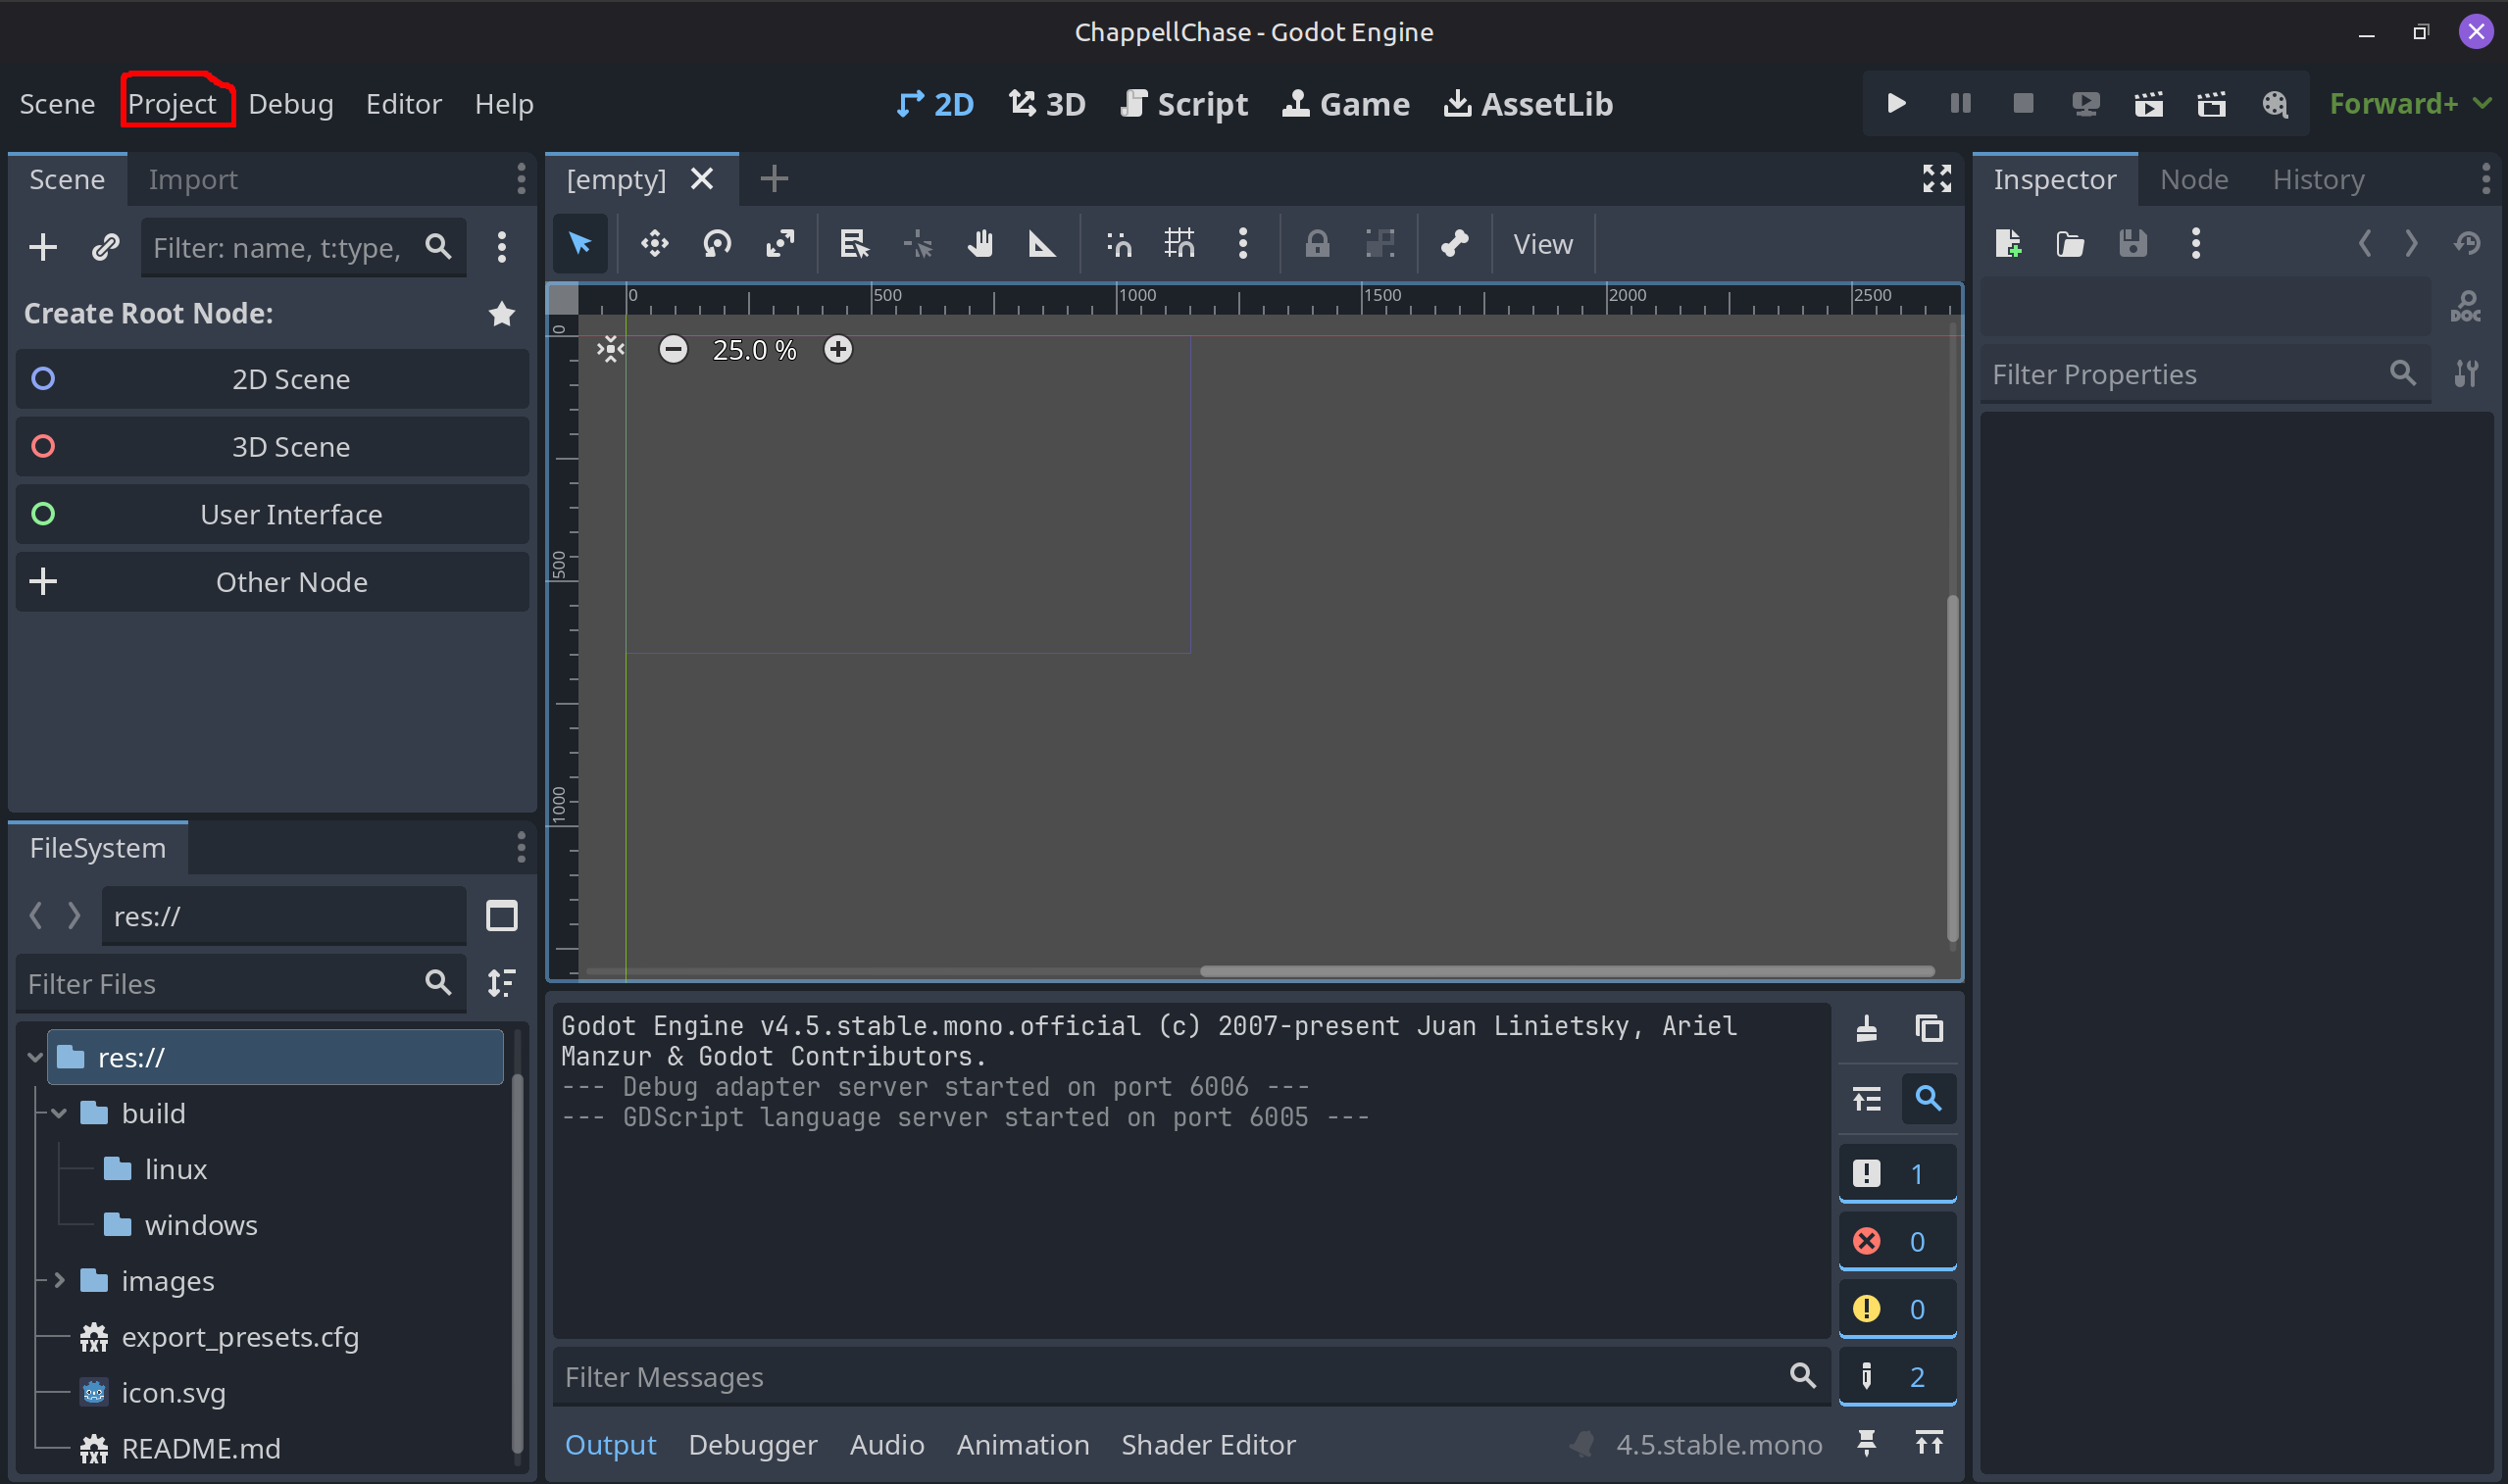 ChappellChase - Godot Engine
Scene Project Debug Editor Help
2D 3D Script Game AssetLib
Forward+
Scene Import
Filter: name, t:type,
Create Root Node:
2D Scene
3D Scene
User Interface
Other Node
FileSystem
res://
Filter Files
res://
build
linux
windows
images
export_presets.cfg
icon.svg
README.md
[empty]
View
0 500 1000 1500 2000 2500
0
500
1000
25.0 %
Godot Engine v4.5.stable.mono.official (c) 2007-present Juan Linietsky, Ariel
Manzur & Godot Contributors.
--- Debug adapter server started on port 6006 ---
--- GDScript language server started on port 6005 ---
1
0
0
2
Filter Messages
Output Debugger Audio Animation Shader Editor
4.5.stable.mono
Inspector Node History
DOC
Filter Properties